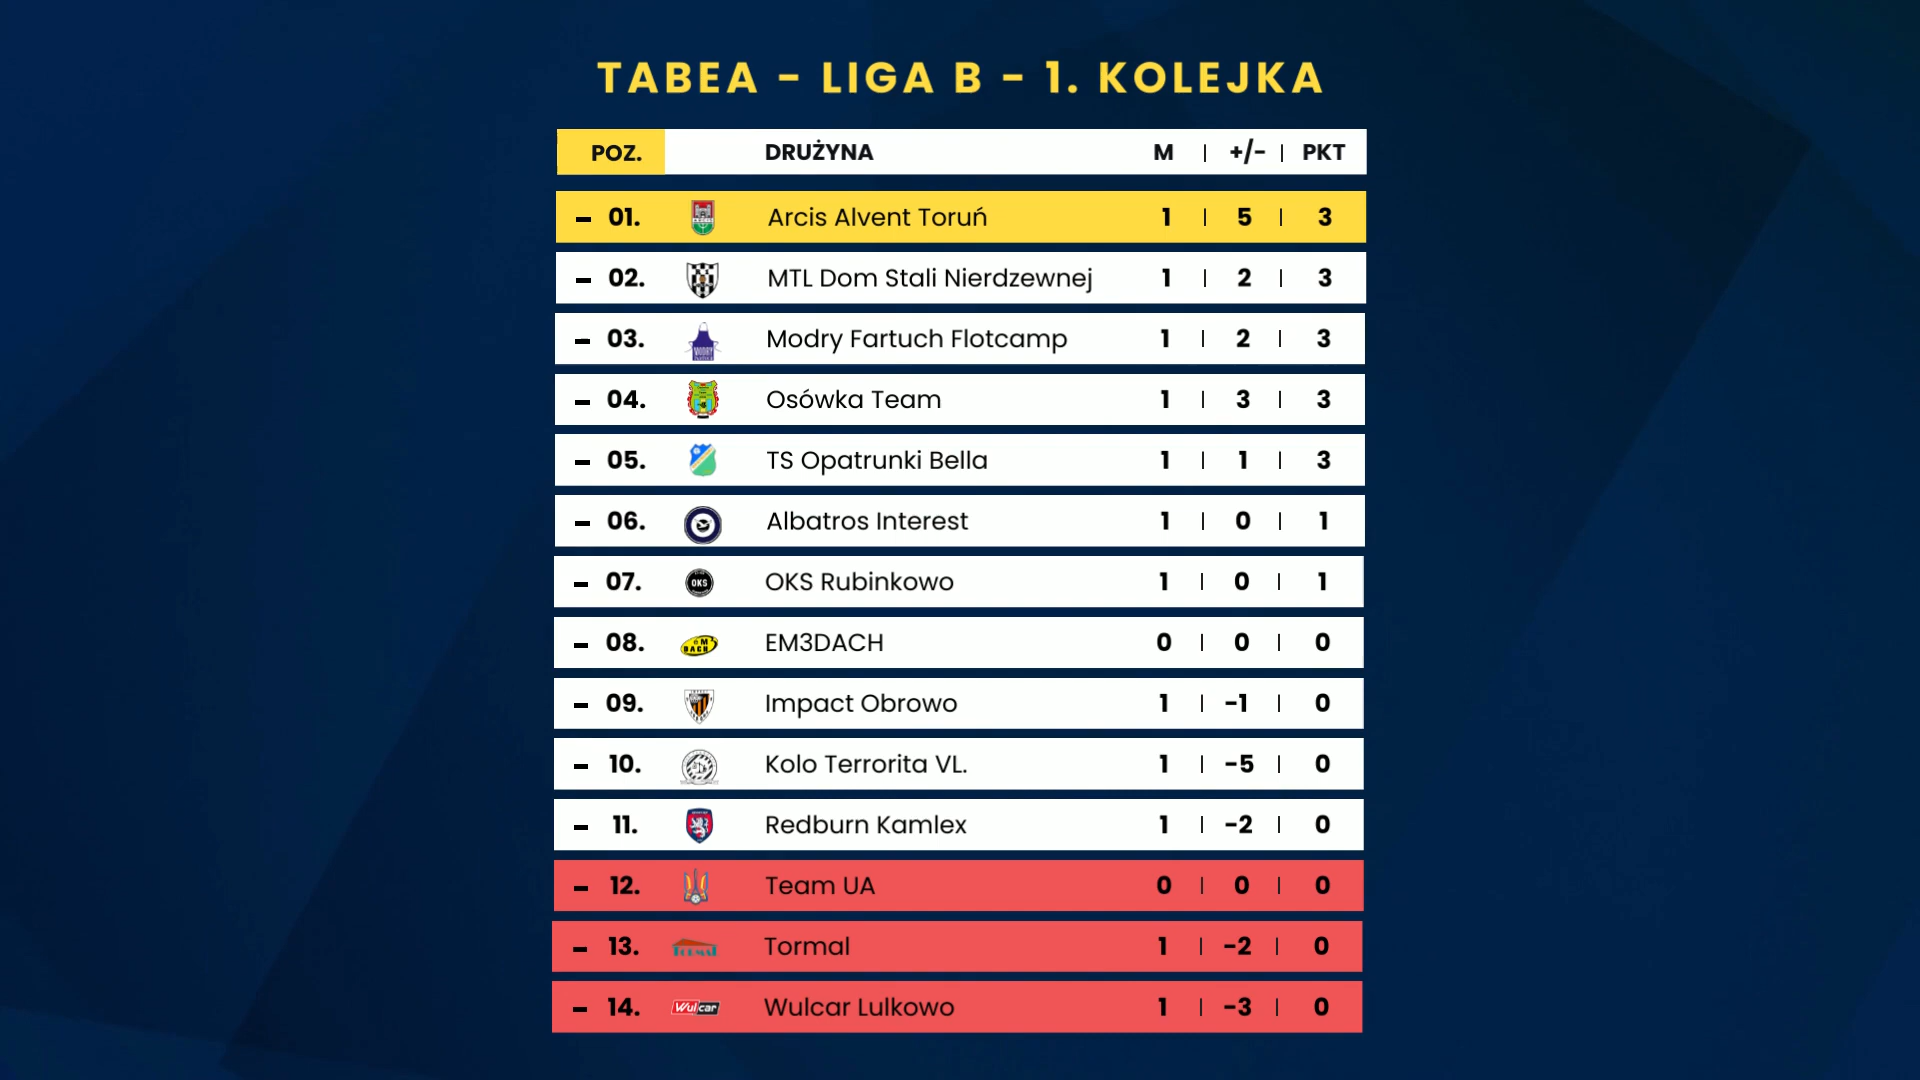 TABEA - LIGA B - 1. KOLEJKA
POZ. DRUŻYNA M | +/- | PKT
- 01. ARCIS Arcis Alvent Toruń 1 | 5 | 3
- 02. MTL Dom Stali Nierdzewnej 1 | 2 | 3
- 03. MODRY Modry Fartuch Flotcamp 1 | 2 | 3
- 04. Osówka Team 1 | 3 | 3
- 05. TS Opatrunki Bella 1 | 1 | 3
- 06. Albatros Interest 1 | 0 | 1
- 07. OKS OKS Rubinkowo 1 | 0 | 1
- 08. EM3DACH 0 | 0 | 0
- 09. Impact Obrowo 1 | -1 | 0
- 10. Kolo Terrorita VL. 1 | -5 | 0
- 11. Redburn Kamlex 1 | -2 | 0
- 12. Team UA 0 | 0 | 0
- 13. TORMAL Tormal 1 | -2 | 0
- 14. Wulcar Wulcar Lulkowo 1 | -3 | 0